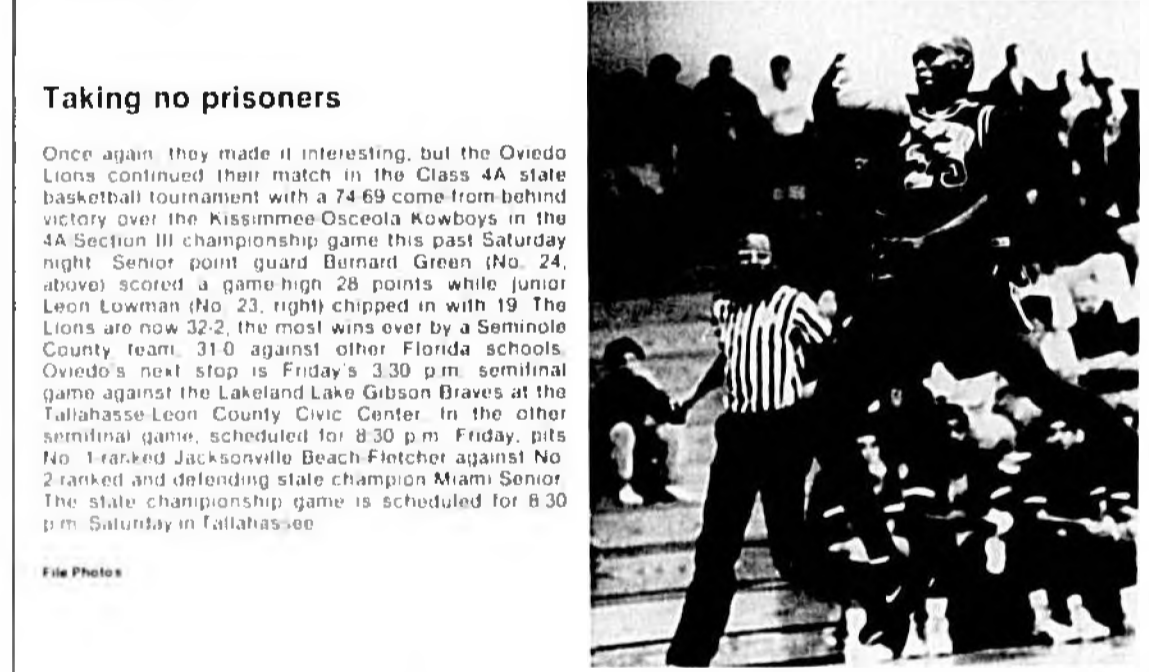 Taking no prisoners
Once again, they made it interesting, but the Oviedo
Lions continued their match in the Class 4A state
basketball tournament with a 74-69 come-from-behind
victory over the Kissimmee-Osceola Kowboys in the
4A-Section III championship game this past Saturday
night. Senior point guard Bernard Green (No. 24,
above) scored a game-high 28 points while junior
Leon Lowman (No. 23, right) chipped in with 19. The
Lions are now 32-2, the most wins ever by a Seminole
County team, 31-0 against other Florida schools.
Oviedo's next stop is Friday's 3:30 p.m. semifinal
game against the Lakeland-Lake Gibson Braves at the
Tallahasse-Leon County Civic Center. In the other
semifinal game, scheduled for 8:30 p.m. Friday, pits
No. 1-ranked Jacksonville Beach-Fletcher against No.
2-ranked and defending state champion Miami Senior.
The state championship game is scheduled for 8:30
p.m. Saturday in Tallahassee.
File Photos
23